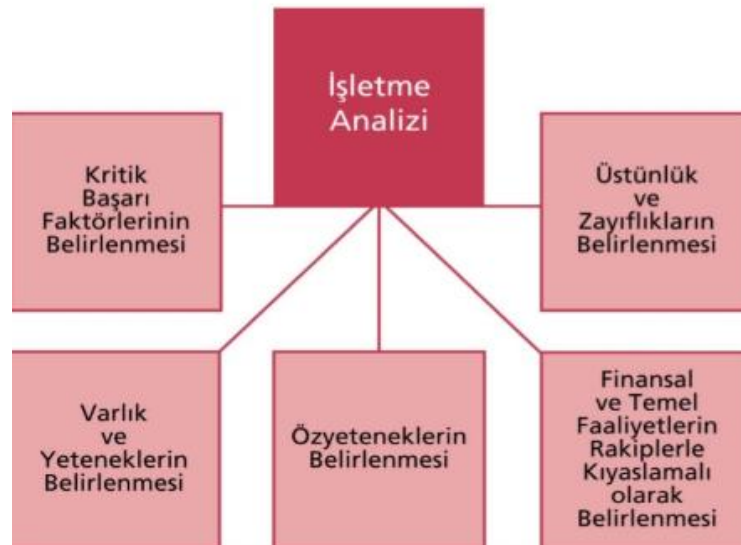 İşletme
Analizi
Kritik
Başarı
Faktörlerinin
Belirlenmesi
Üstünlük
ve
Zayıflıkların
Belirlenmesi
Varlık
ve
Yeteneklerin
Belirlenmesi
Özyeteneklerin
Belirlenmesi
Finansal
ve Temel
Faaliyetlerin
Rakiplerle
Kıyaslamalı
olarak
Belirlenmesi